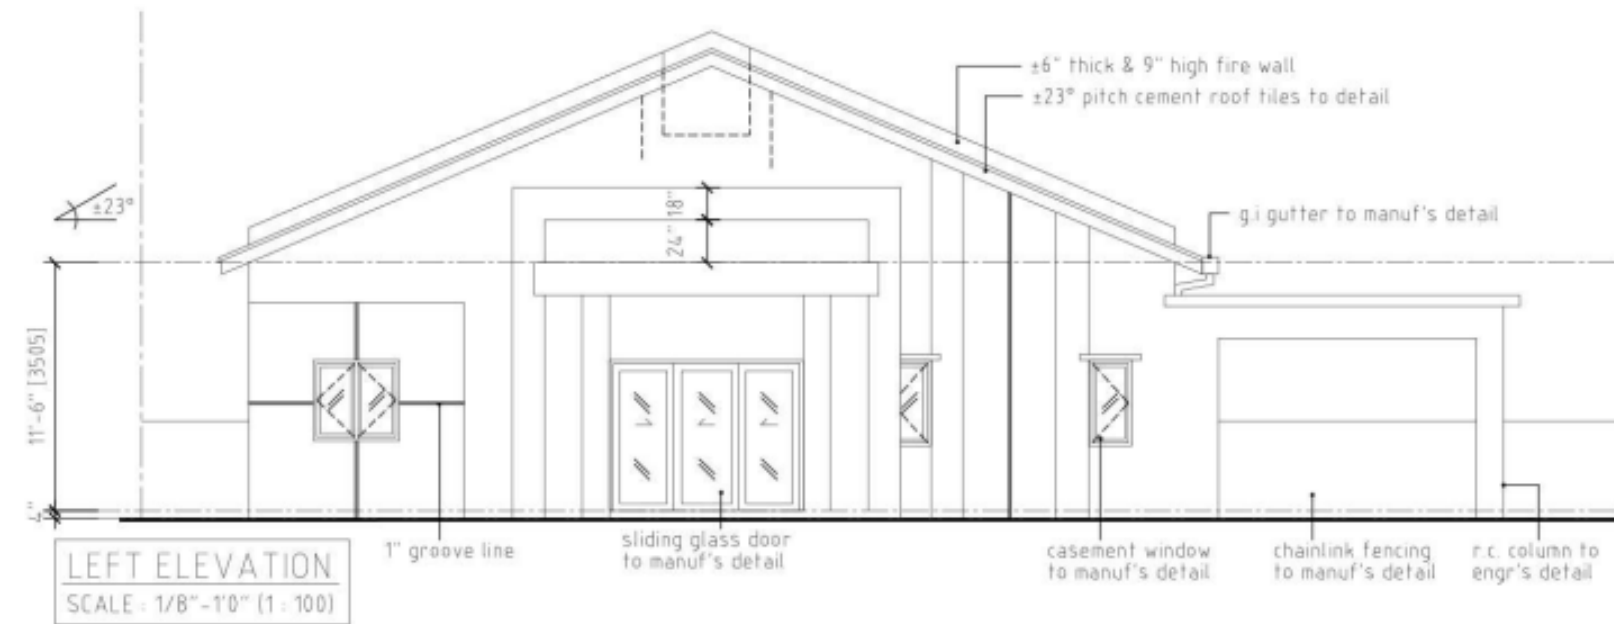 ±6" thick & 9" high fire wall
±23° pitch cement roof tiles to detail
±23°
18"
24"
g.i gutter to manuf's detail
11'-6" [3505]
4"
1" groove line
sliding glass door
to manuf's detail
casement window
to manuf's detail
chainlink fencing
to manuf's detail
r.c. column to
engr's detail
LEFT ELEVATION
SCALE : 1/8"-1'0" (1 : 100)